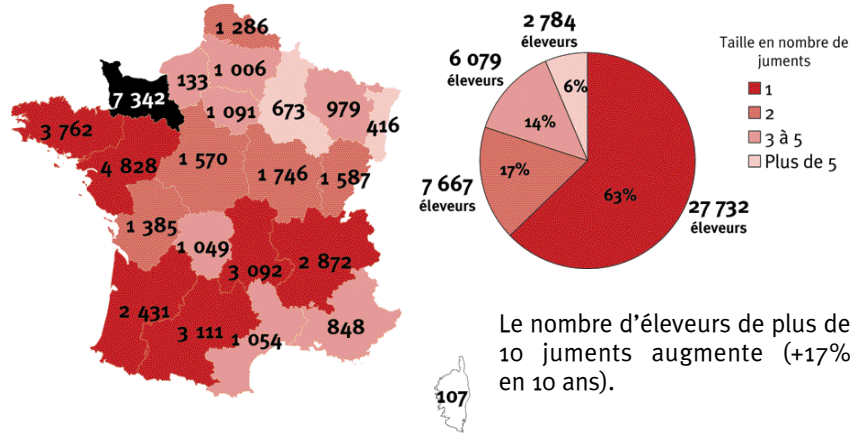 1 286
133
1 006
7 342
1 091
673
979
416
3 762
4 828
1 570
1 746
1 587
1 385
1 049
3 092
2 872
2 431
3 111
1 054
848
107
2 784
éleveurs
6 079
éleveurs
7 667
éleveurs
27 732
éleveurs
6%
14%
17%
63%
Taille en nombre de
juments
1
2
3 à 5
Plus de 5
Le nombre d’éleveurs de plus de
10 juments augmente (+17%
en 10 ans).